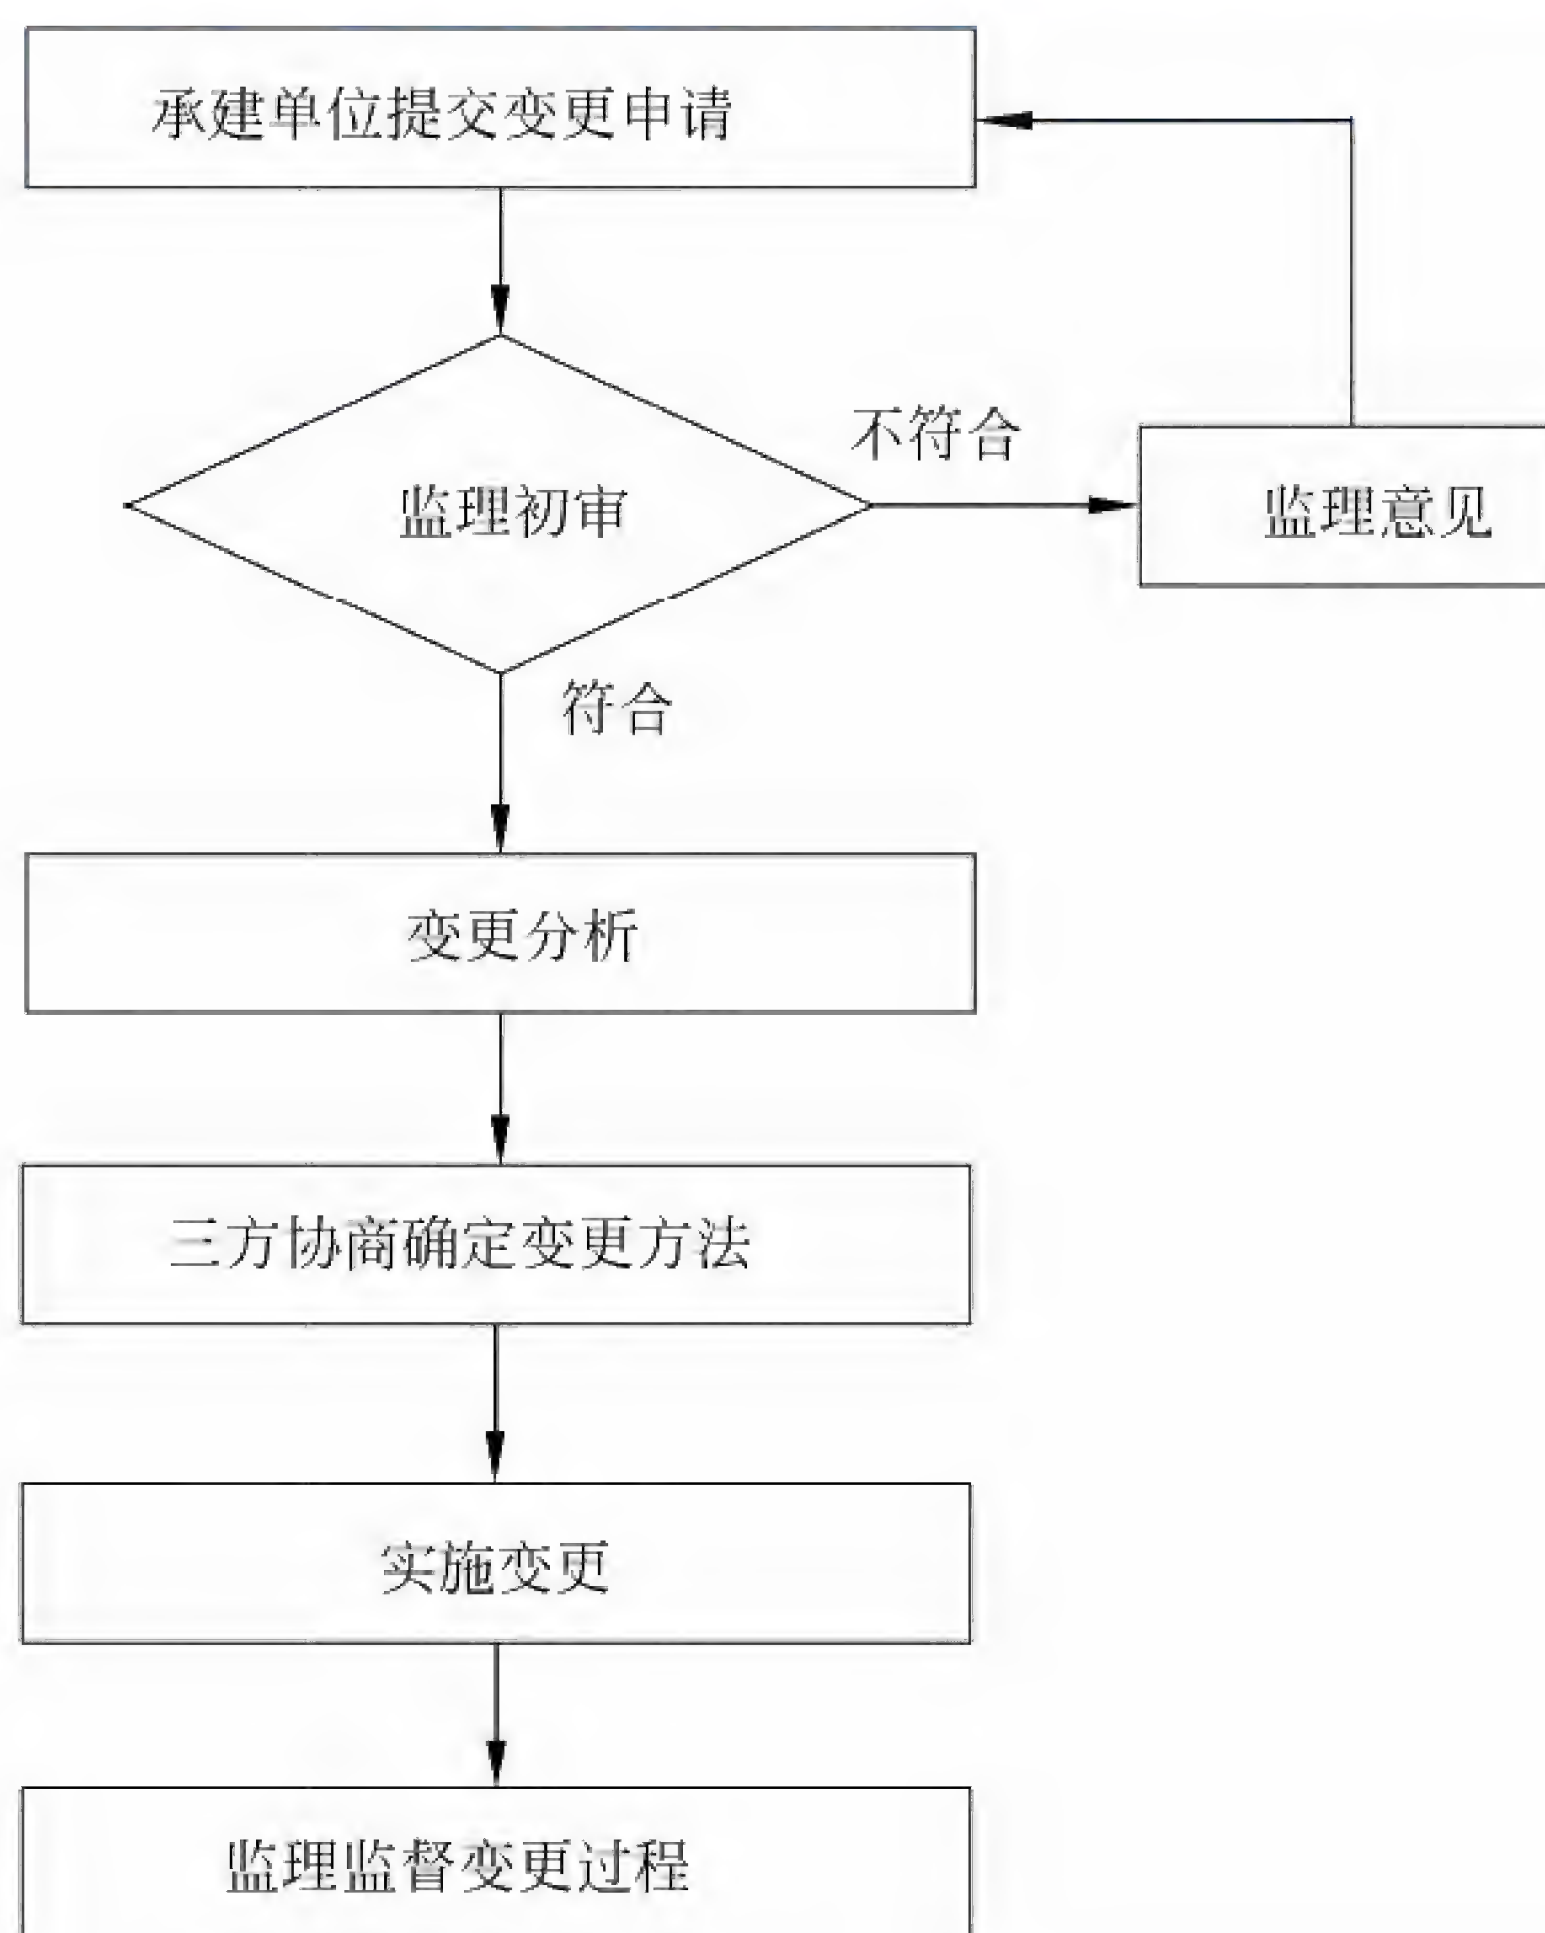 承建单位提交变更申请
监理初审
不符合
监理意见
符合
变更分析
三方协商确定变更方法
实施变更
监理监督变更过程